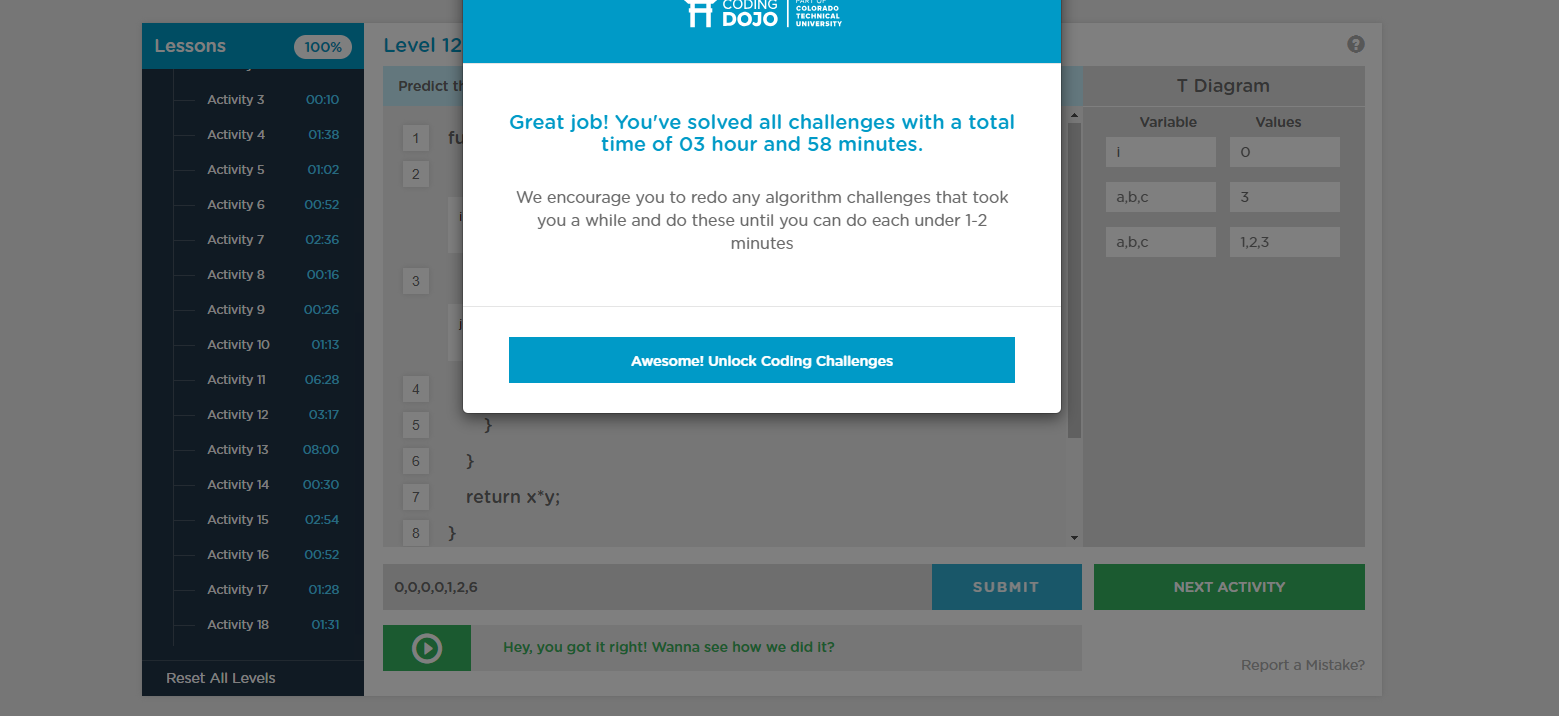 CODING
DOJO
COLORADO
TECHNICAL
UNIVERSITY
Lessons 100%
Level 12
Predict th
T Diagram
Variable Values
i 0
a,b,c 3
a,b,c 1,2,3
Activity 3 00:10
Activity 4 01:38
Activity 5 01:02
Activity 6 00:52
Activity 7 02:36
Activity 8 00:16
Activity 9 00:26
Activity 10 01:13
Activity 11 06:28
Activity 12 03:17
Activity 13 08:00
Activity 14 00:30
Activity 15 02:54
Activity 16 00:52
Activity 17 01:28
Activity 18 01:31
Reset All Levels
1 fu
2
i
3
j
4
5 }
6 }
7 return x*y;
8 }
Great job! You've solved all challenges with a total
time of 03 hour and 58 minutes.
We encourage you to redo any algorithm challenges that took
you a while and do these until you can do each under 1-2
minutes
Awesome! Unlock Coding Challenges
0,0,0,0,1,2,6
SUBMIT
NEXT ACTIVITY
Hey, you got it right! Wanna see how we did it?
Report a Mistake?